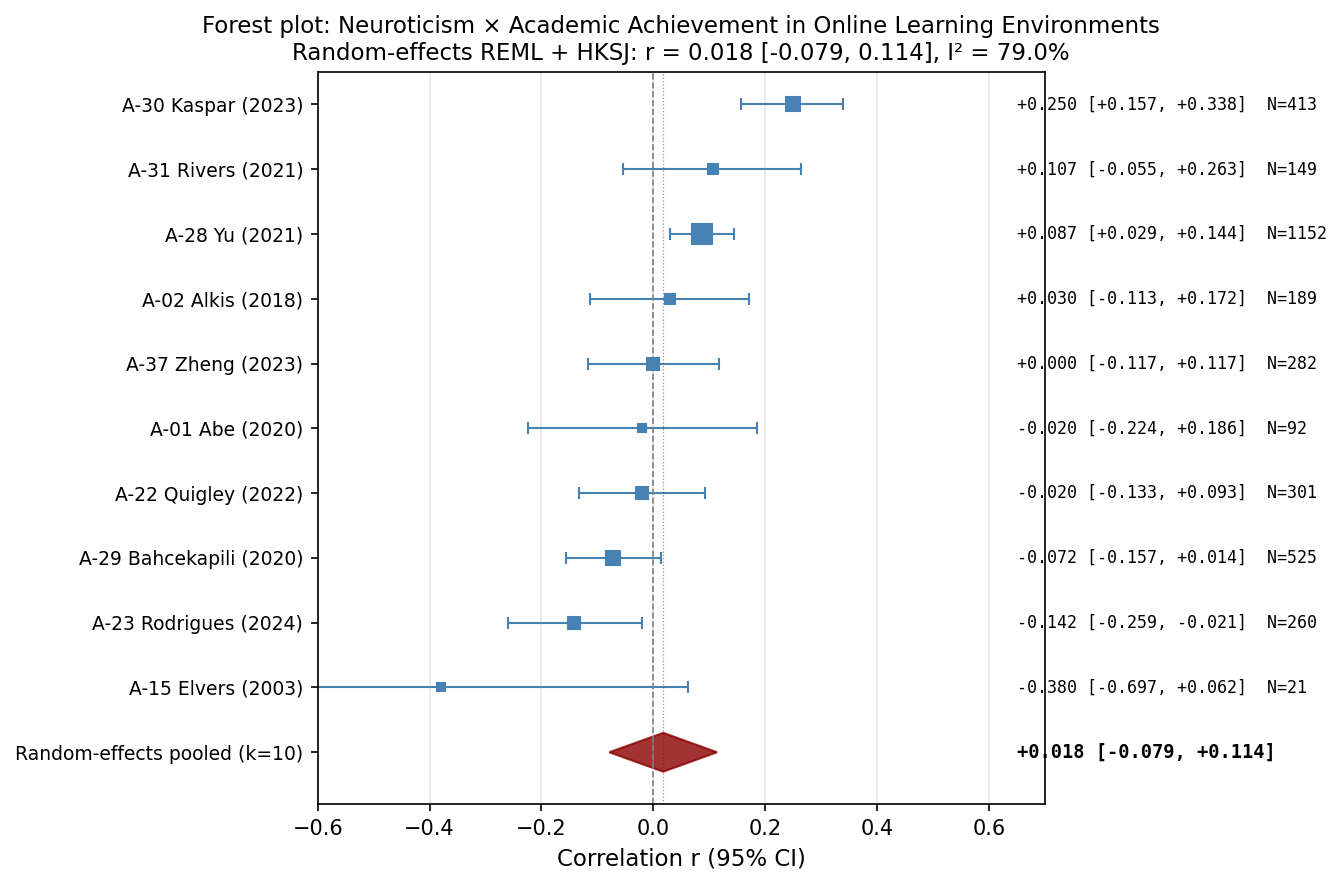 Forest plot: Neuroticism × Academic Achievement in Online Learning Environments
Random-effects REML + HKSJ: r = 0.018 [-0.079, 0.114], I² = 79.0%
A-30 Kaspar (2023) +0.250 [+0.157, +0.338] N=413
A-31 Rivers (2021) +0.107 [-0.055, +0.263] N=149
A-28 Yu (2021) +0.087 [+0.029, +0.144] N=1152
A-02 Alkis (2018) +0.030 [-0.113, +0.172] N=189
A-37 Zheng (2023) +0.000 [-0.117, +0.117] N=282
A-01 Abe (2020) -0.020 [-0.224, +0.186] N=92
A-22 Quigley (2022) -0.020 [-0.133, +0.093] N=301
A-29 Bahcekapili (2020) -0.072 [-0.157, +0.014] N=525
A-23 Rodrigues (2024) -0.142 [-0.259, -0.021] N=260
A-15 Elvers (2003) -0.380 [-0.697, +0.062] N=21
Random-effects pooled (k=10) +0.018 [-0.079, +0.114]
−0.6 −0.4 −0.2 0.0 0.2 0.4 0.6
Correlation r (95% CI)